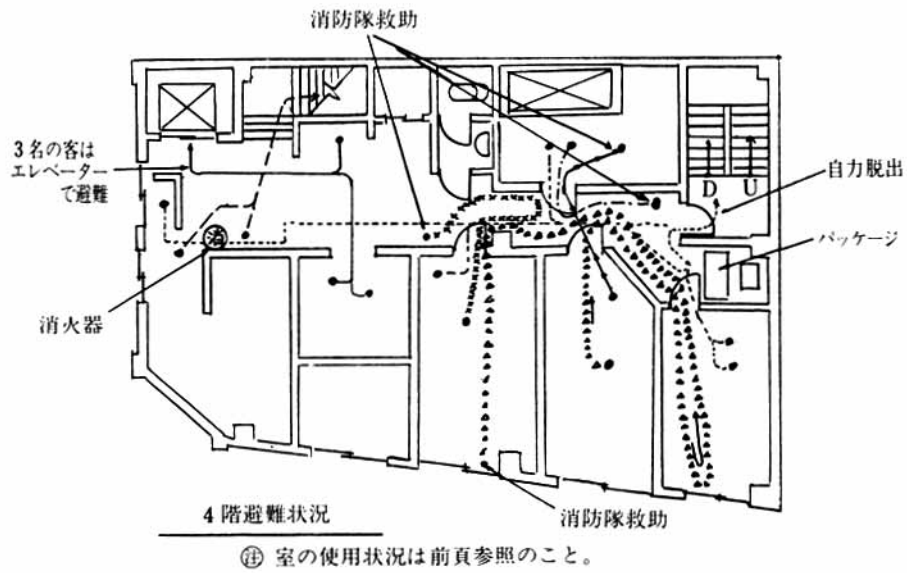 消防隊救助
3名の客は
エレベーター
で避難
自力脱出
D U
パッケージ
消
消火器
消防隊救助
4階避難状況
㊟ 室の使用状況は前頁参照のこと。